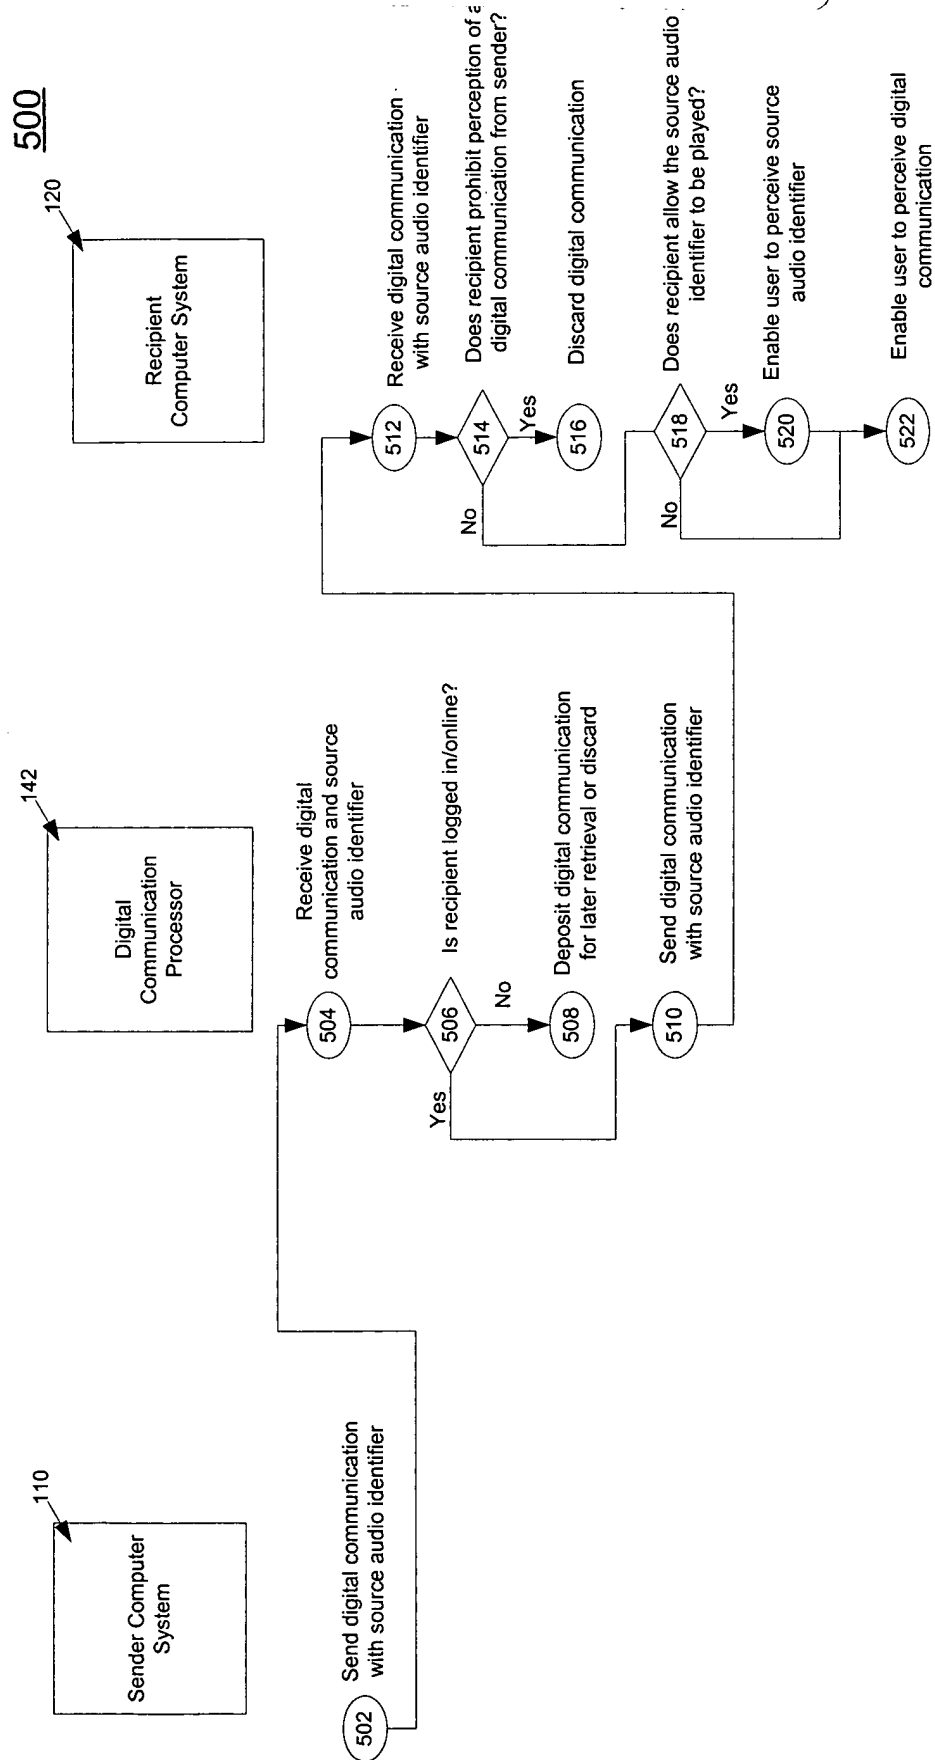 500
110
Sender Computer
System
502
Send digital communication
with source audio identifier
142
Digital
Communication
Processor
504
Receive digital
communication and source
audio identifier
506
Is recipient logged in/online?
Yes
No
508
Deposit digital communication
for later retrieval or discard
510
Send digital communication
with source audio identifier
120
Recipient
Computer System
512
Receive digital communication
with source audio identifier
514
Does recipient prohibit perception of a
digital communication from sender?
No
Yes
516
Discard digital communication
518
Does recipient allow the source audio
identifier to be played?
No
Yes
520
Enable user to perceive source
audio identifier
522
Enable user to perceive digital
communication